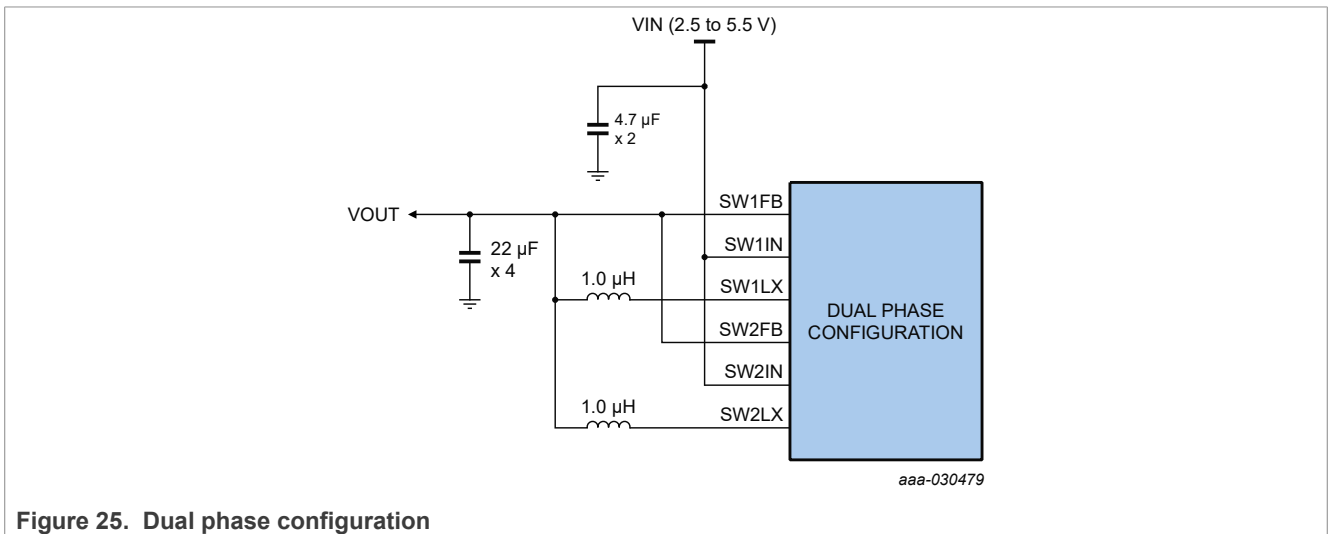 VIN (2.5 to 5.5 V)
4.7 µF
x 2
SW1FB
VOUT
SW1IN
22 µF
x 4
1.0 µH
SW1LX
DUAL PHASE
CONFIGURATION
SW2FB
SW2IN
1.0 µH
SW2LX
aaa-030479
Figure 25. Dual phase configuration